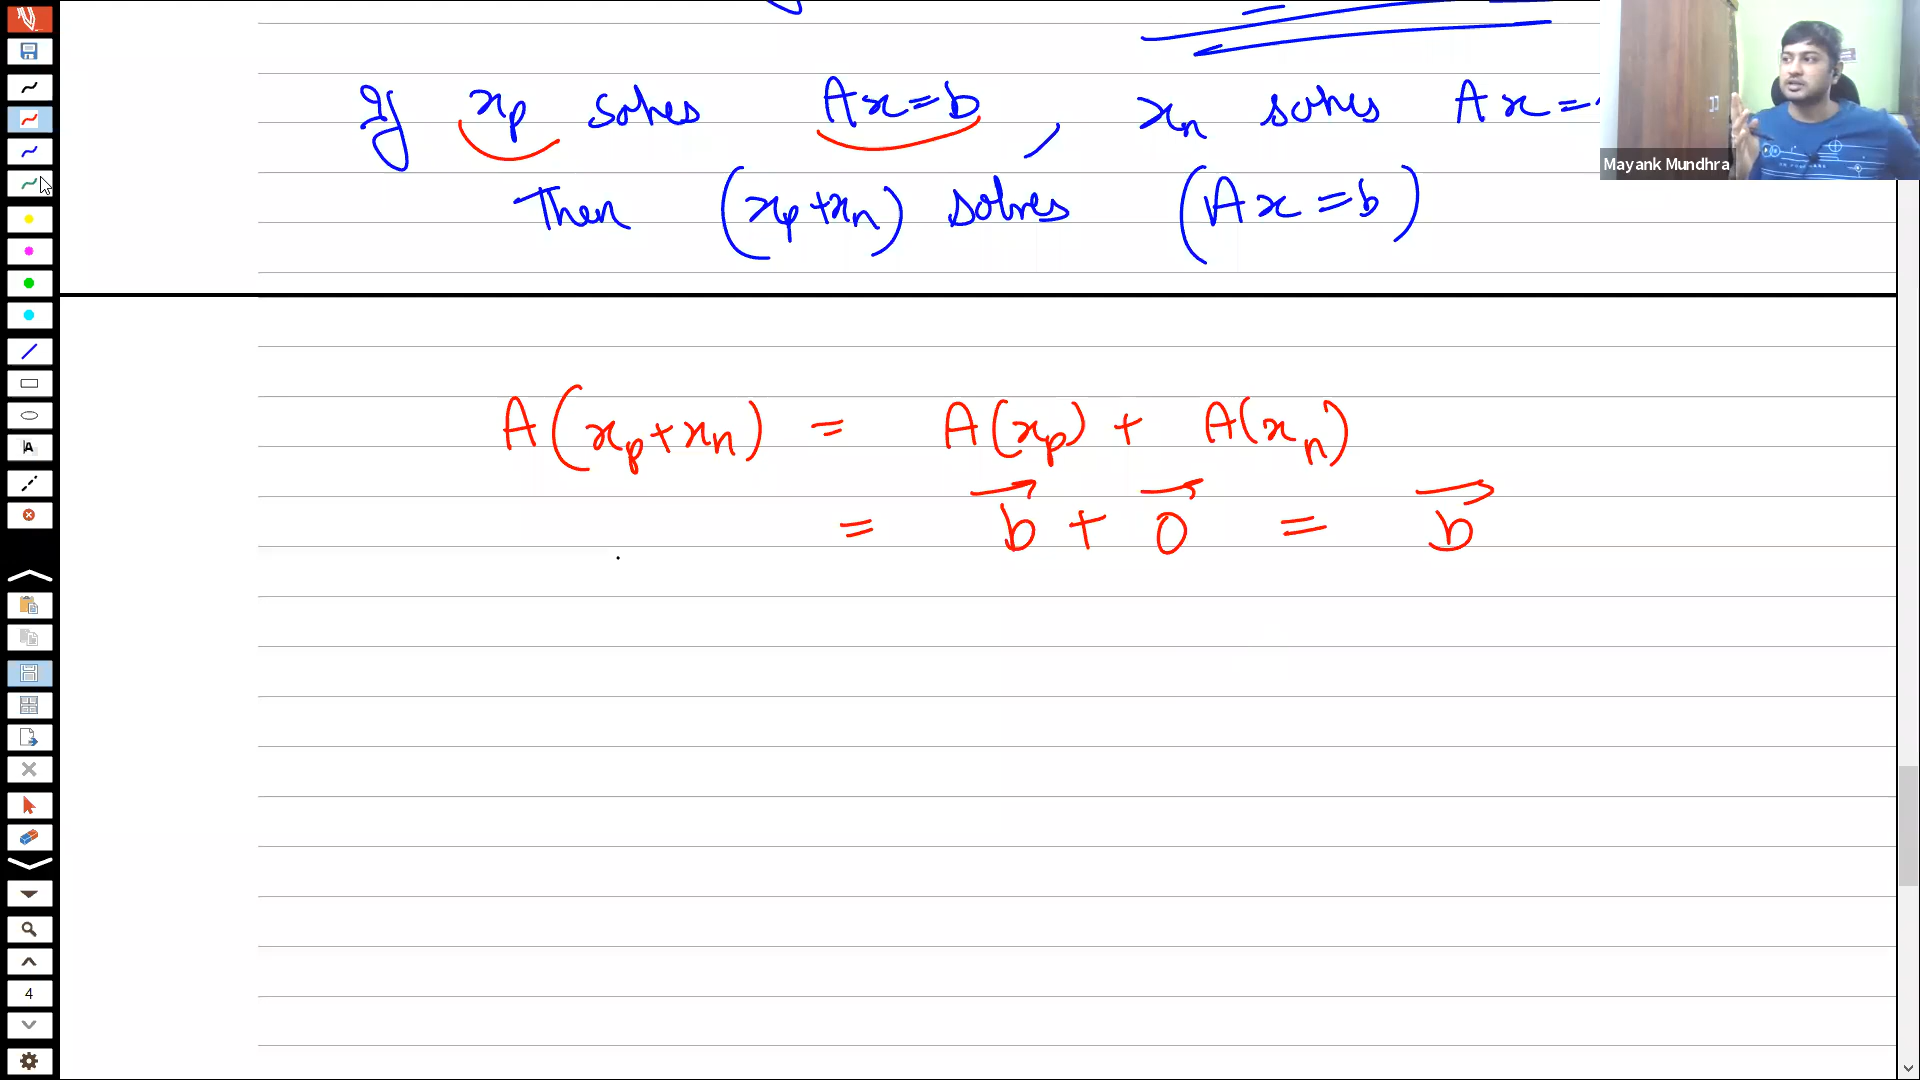 If xp solves Ax=b , xn solves Ax=
Mayank Mundhra
Then (xp+xn) solves (Ax=b)
A(xp+xn) = A(xp) + A(xn)
= b + 0 = b
4